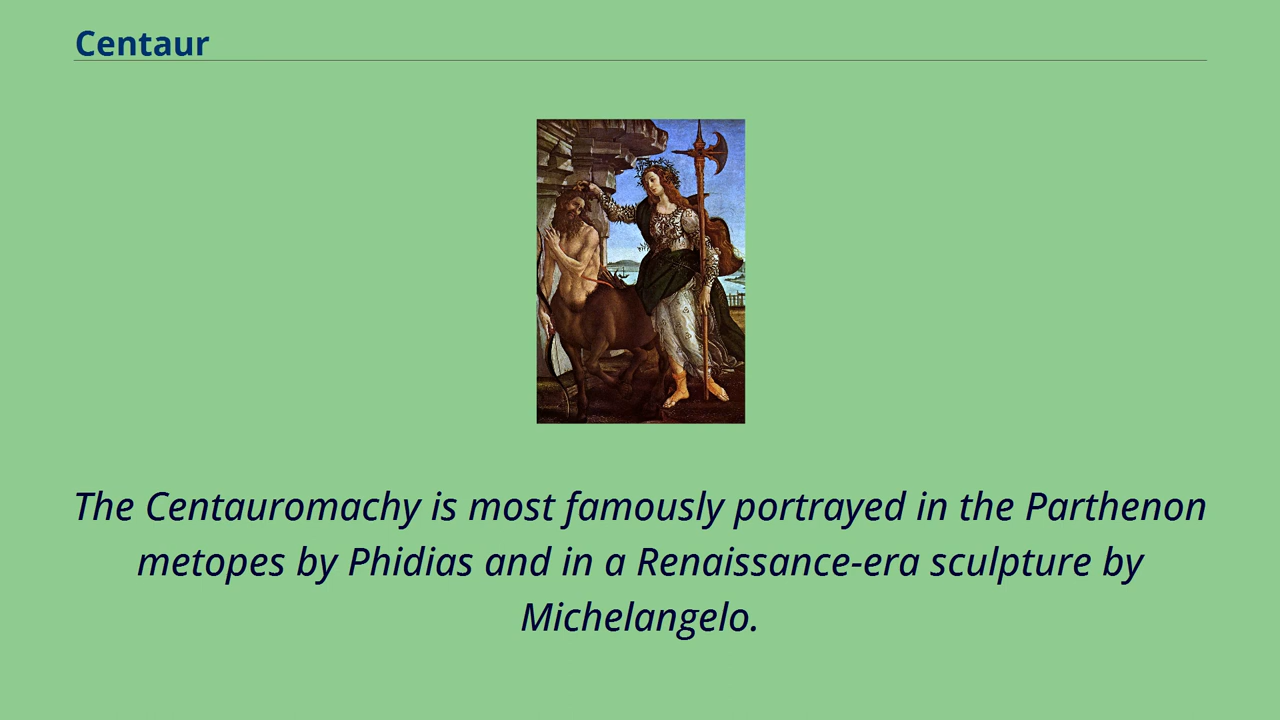 Centaur
The Centauromachy is most famously portrayed in the Parthenon
metopes by Phidias and in a Renaissance-era sculpture by
Michelangelo.